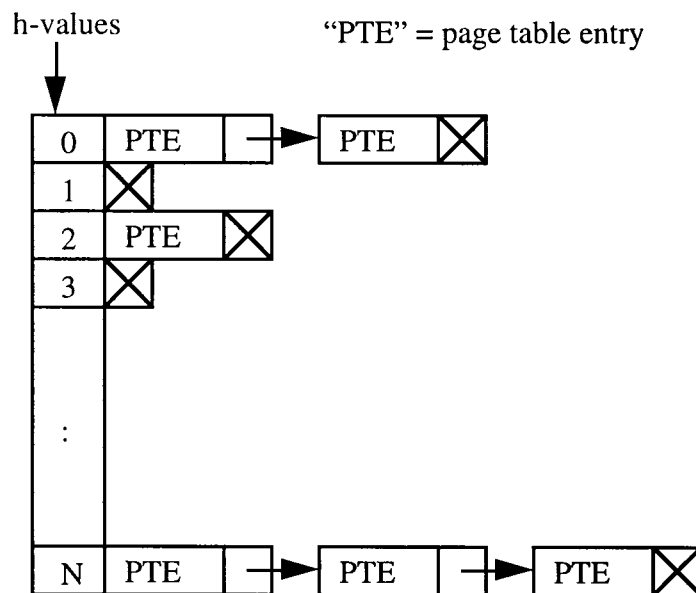 h-values
“PTE” = page table entry
0 PTE PTE
1
2 PTE
3
:
N PTE PTE PTE